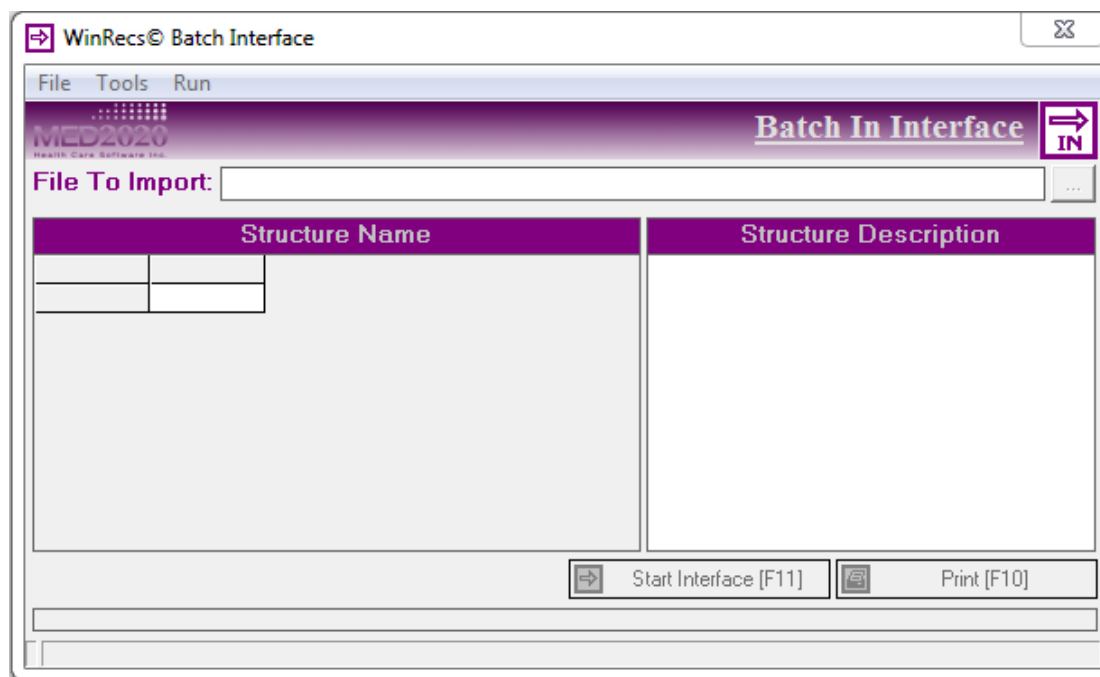 WinRecs© Batch Interface
File Tools Run
MED2020
Health Care Software Inc.
Batch In Interface
IN
File To Import:
...
Structure Name
Structure Description
Start Interface [F11]
Print [F10]